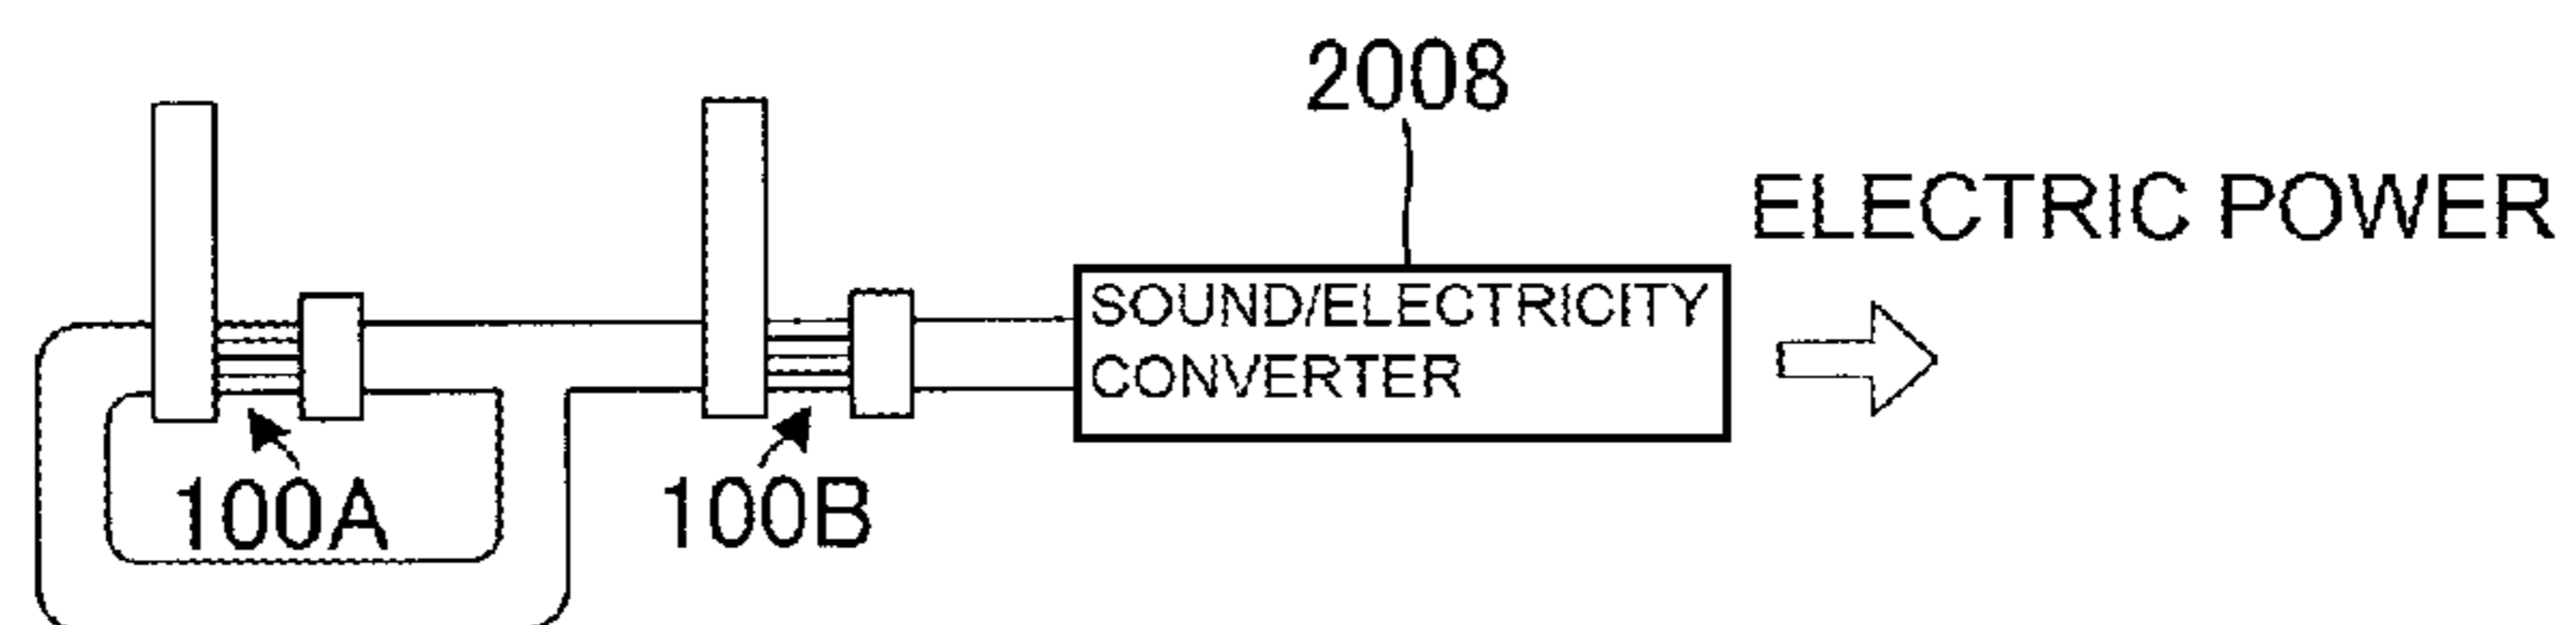 2008
ELECTRIC POWER
SOUND/ELECTRICITY
CONVERTER
100A
100B